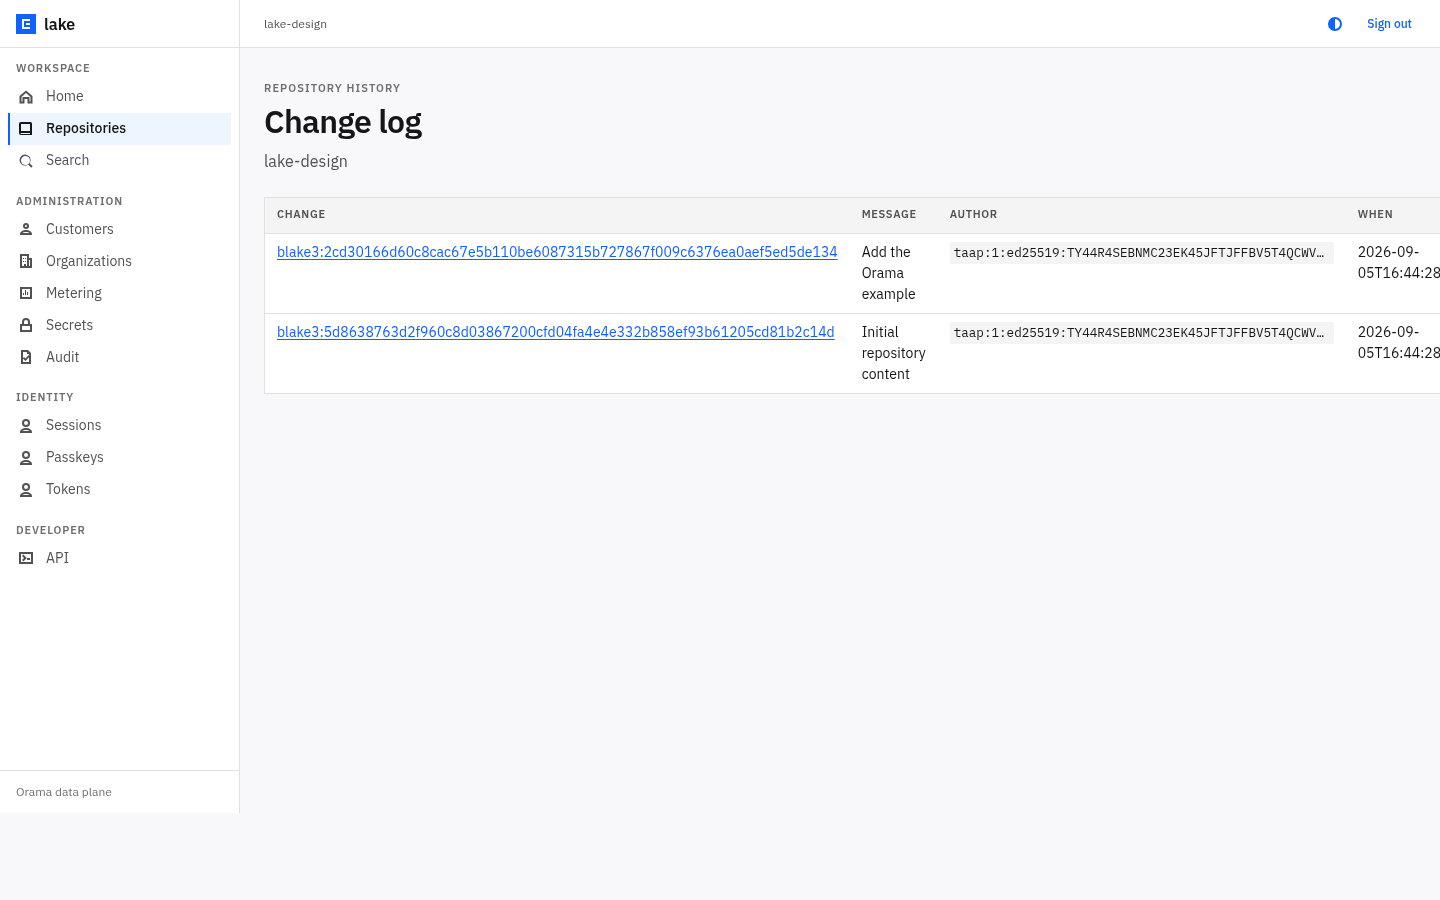 lake
lake-design
Sign out
WORKSPACE
Home
Repositories
Search
ADMINISTRATION
Customers
Organizations
Metering
Secrets
Audit
IDENTITY
Sessions
Passkeys
Tokens
DEVELOPER
API
Orama data plane
REPOSITORY HISTORY
Change log
lake-design
CHANGE MESSAGE AUTHOR WHEN
blake3:2cd30166d60c8cac67e5b110be6087315b727867f009c6376ea0aef5ed5de134 Add the taap:1:ed25519:TY44R4SEBNMC23EK45JFTJFFBV5T4QCWV… 2026-09-
Orama 05T16:44:28
example
blake3:5d8638763d2f960c8d03867200cfd04fa4e4e332b858ef93b61205cd81b2c14d Initial taap:1:ed25519:TY44R4SEBNMC23EK45JFTJFFBV5T4QCWV… 2026-09-
repository 05T16:44:28
content